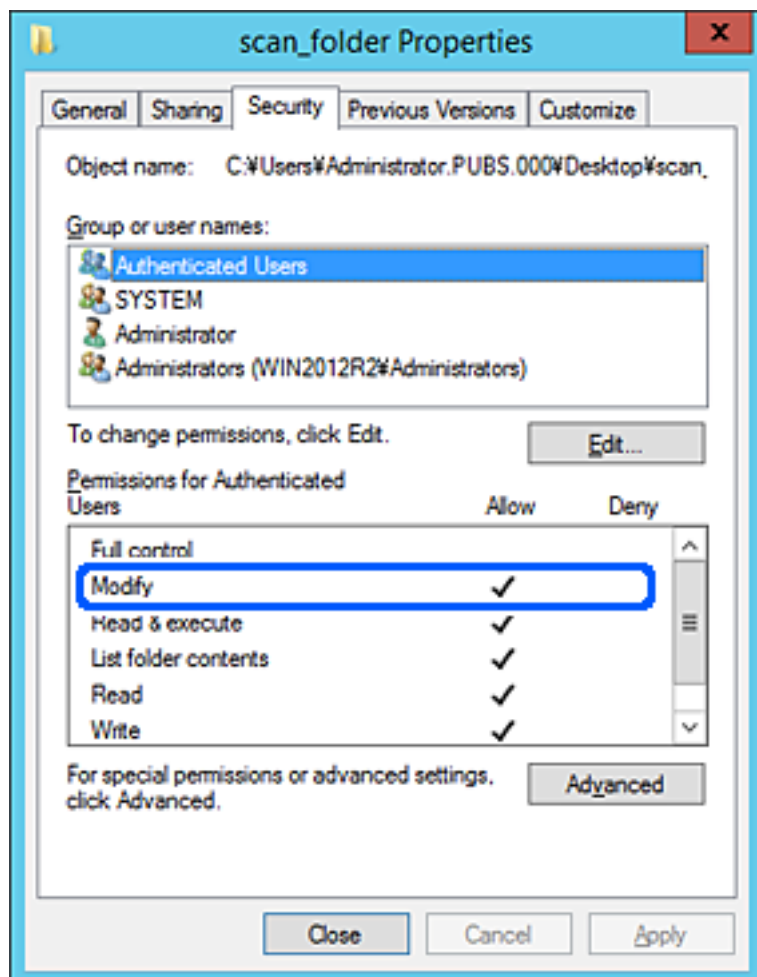 scan_folder Properties
x
General Sharing Security Previous Versions Customize
Object name: C:¥Users¥Administrator.PUBS.000¥Desktop¥scan_
Group or user names:
Authenticated Users
SYSTEM
Administrator
Administrators (WIN2012R2¥Administrators)
To change permissions, click Edit.
Edit...
Permissions for Authenticated
Users Allow Deny
Full control
Modify
Read & execute
List folder contents
Read
Write
For special permissions or advanced settings,
click Advanced.
Advanced
Close Cancel Apply